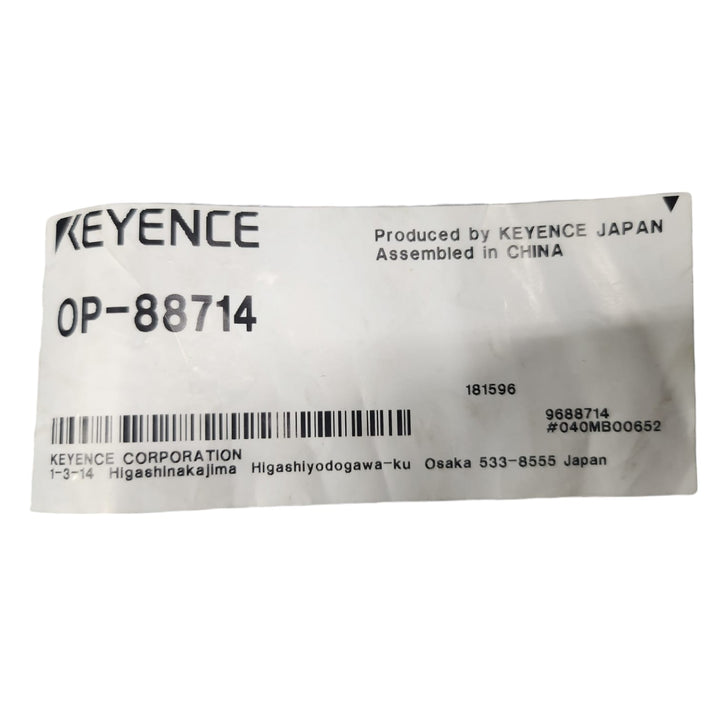 KEYENCE
Produced by KEYENCE JAPAN
Assembled in CHINA
OP-88714
181596
9688714
#040MB00652
KEYENCE CORPORATION
1-3-14 Higashinakajima Higashiyodogawa-ku Osaka 533-8555 Japan